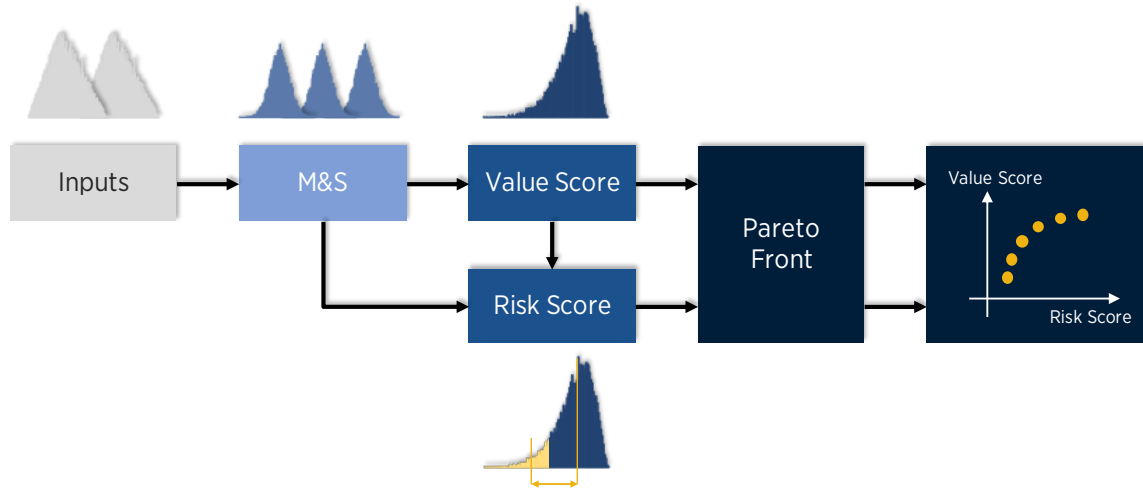 Inputs
M&S
Value Score
Risk Score
Pareto
Front
Value Score
Risk Score